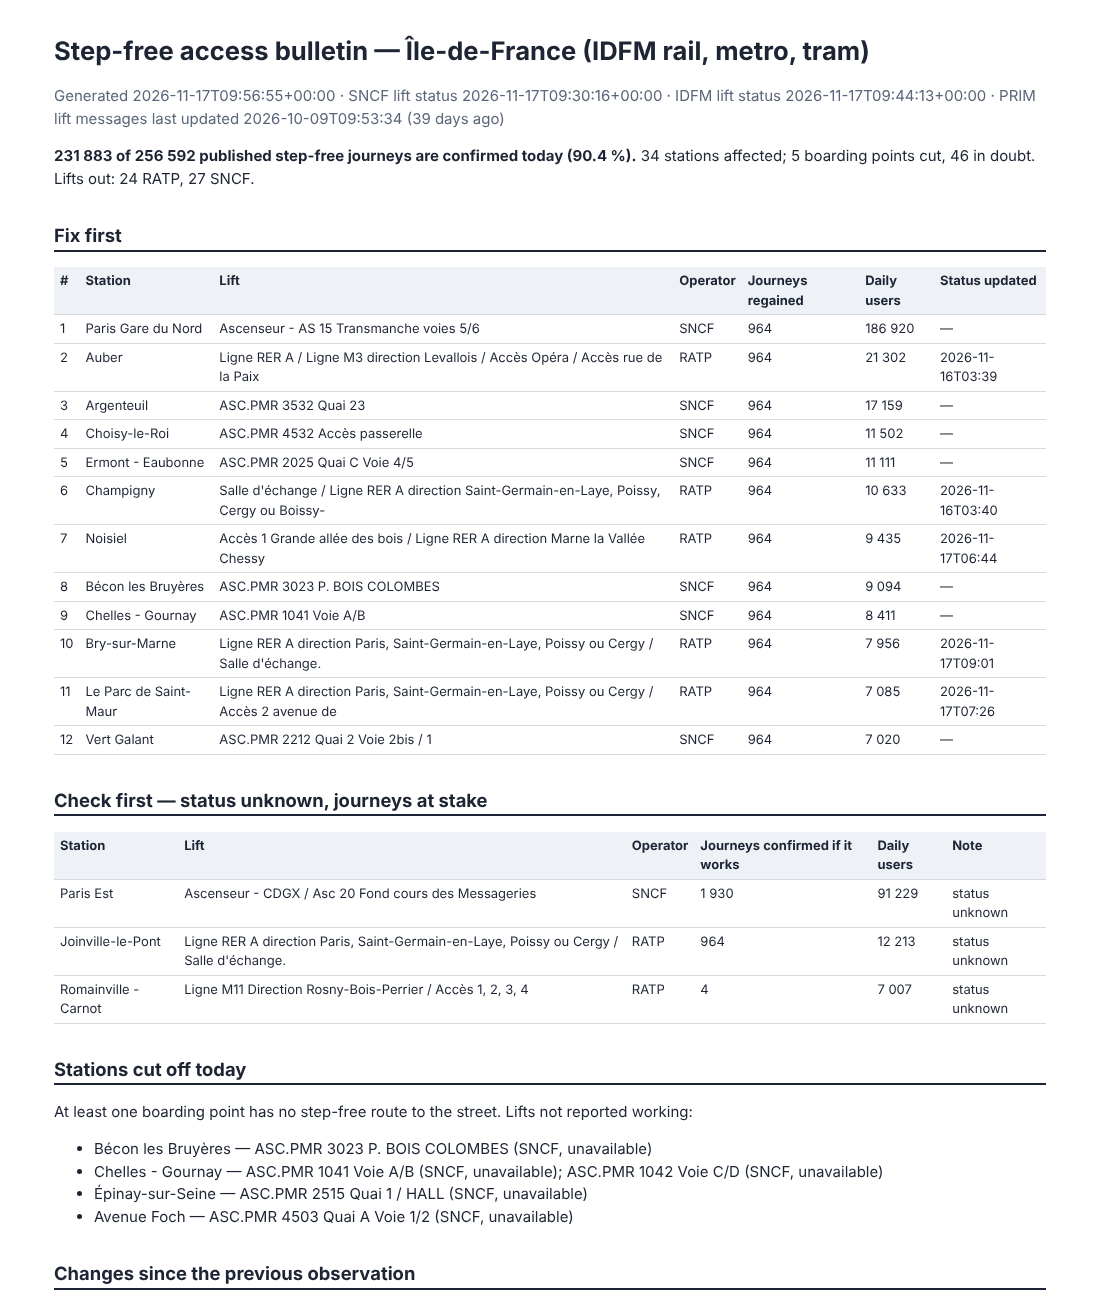 Step-free access bulletin — Île-de-France (IDFM rail, metro, tram)
Generated 2026-11-17T09:56:55+00:00 · SNCF lift status 2026-11-17T09:30:16+00:00 · IDFM lift status 2026-11-17T09:44:13+00:00 · PRIM
lift messages last updated 2026-10-09T09:53:34 (39 days ago)
231 883 of 256 592 published step-free journeys are confirmed today (90.4 %). 34 stations affected; 5 boarding points cut, 46 in doubt.
Lifts out: 24 RATP, 27 SNCF.
Fix first
# Station Lift Operator Journeys regained Daily users Status updated
1 Paris Gare du Nord Ascenseur - AS 15 Transmanche voies 5/6 SNCF 964 186 920 —
2 Auber Ligne RER A / Ligne M3 direction Levallois / Accès Opéra / Accès rue de la Paix RATP 964 21 302 2026-11-16T03:39
3 Argenteuil ASC.PMR 3532 Quai 23 SNCF 964 17 159 —
4 Choisy-le-Roi ASC.PMR 4532 Accès passerelle SNCF 964 11 502 —
5 Ermont - Eaubonne ASC.PMR 2025 Quai C Voie 4/5 SNCF 964 11 111 —
6 Champigny Salle d'échange / Ligne RER A direction Saint-Germain-en-Laye, Poissy, Cergy ou Boissy- RATP 964 10 633 2026-11-16T03:40
7 Noisiel Accès 1 Grande allée des bois / Ligne RER A direction Marne la Vallée Chessy RATP 964 9 435 2026-11-17T06:44
8 Bécon les Bruyères ASC.PMR 3023 P. BOIS COLOMBES SNCF 964 9 094 —
9 Chelles - Gournay ASC.PMR 1041 Voie A/B SNCF 964 8 411 —
10 Bry-sur-Marne Ligne RER A direction Paris, Saint-Germain-en-Laye, Poissy ou Cergy / Salle d'échange. RATP 964 7 956 2026-11-17T09:01
11 Le Parc de Saint-Maur Ligne RER A direction Paris, Saint-Germain-en-Laye, Poissy ou Cergy / Accès 2 avenue de RATP 964 7 085 2026-11-17T07:26
12 Vert Galant ASC.PMR 2212 Quai 2 Voie 2bis / 1 SNCF 964 7 020 —
Check first — status unknown, journeys at stake
Station Lift Operator Journeys confirmed if it works Daily users Note
Paris Est Ascenseur - CDGX / Asc 20 Fond cours des Messageries SNCF 1 930 91 229 status unknown
Joinville-le-Pont Ligne RER A direction Paris, Saint-Germain-en-Laye, Poissy ou Cergy / Salle d'échange. RATP 964 12 213 status unknown
Romainville - Carnot Ligne M11 Direction Rosny-Bois-Perrier / Accès 1, 2, 3, 4 RATP 4 7 007 status unknown
Stations cut off today
At least one boarding point has no step-free route to the street. Lifts not reported working:
• Bécon les Bruyères — ASC.PMR 3023 P. BOIS COLOMBES (SNCF, unavailable)
• Chelles - Gournay — ASC.PMR 1041 Voie A/B (SNCF, unavailable); ASC.PMR 1042 Voie C/D (SNCF, unavailable)
• Épinay-sur-Seine — ASC.PMR 2515 Quai 1 / HALL (SNCF, unavailable)
• Avenue Foch — ASC.PMR 4503 Quai A Voie 1/2 (SNCF, unavailable)
Changes since the previous observation